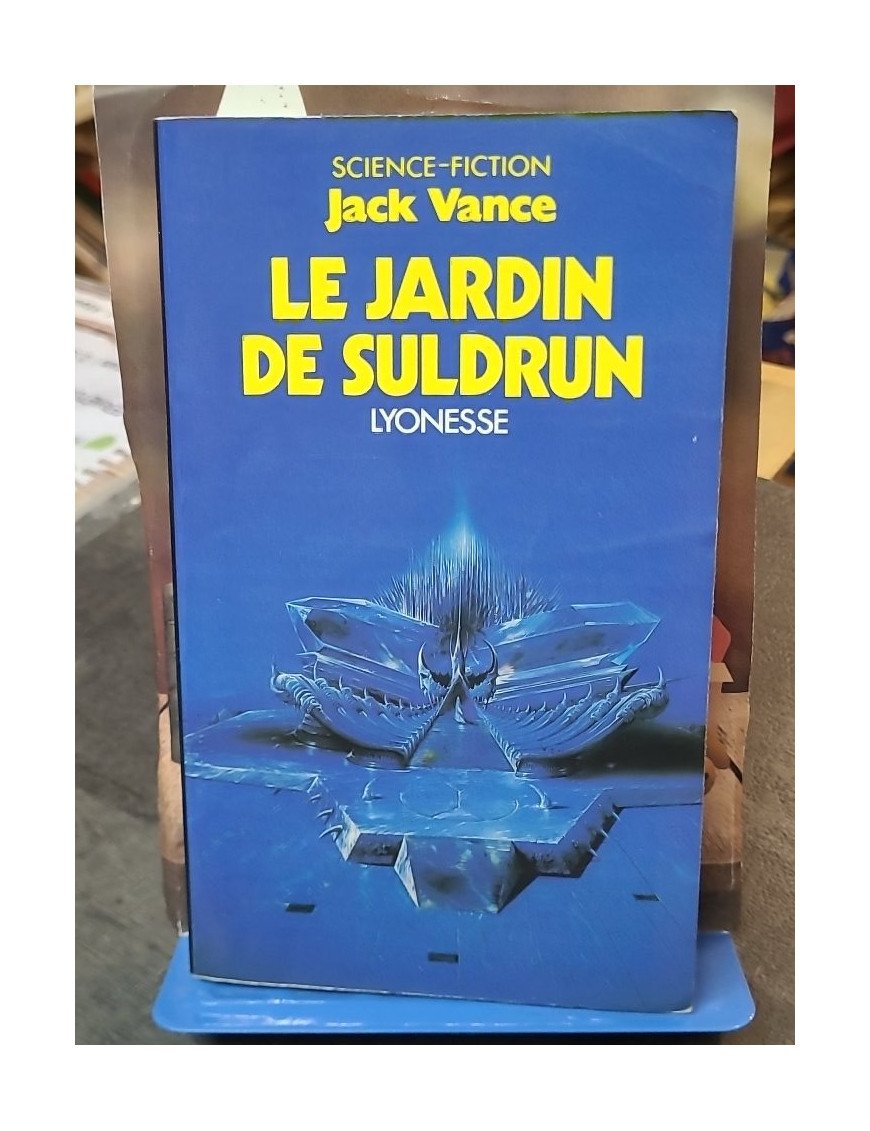 SCIENCE-FICTION
Jack Vance
LE JARDIN
DE SULDRUN
LYONESSE